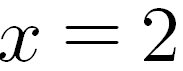 x = 2